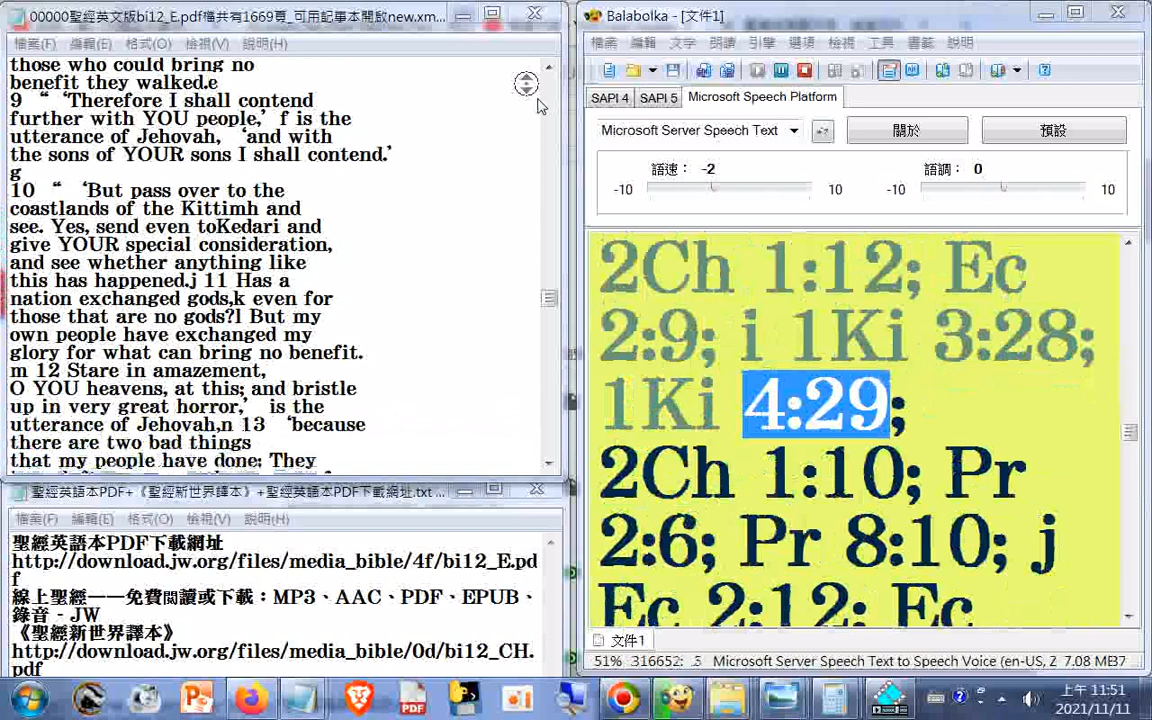 00000聖經英文版bi12_E.pdf檔共有1669頁_可用記事本開啟new.xm...
檔案(F) 編輯(E) 格式(O) 檢視(V) 說明(H)
those who could bring no
benefit they walked.e
9 “ ‘Therefore I shall contend
further with YOU people,’ f is the
utterance of Jehovah, ‘and with
the sons of YOUR sons I shall contend.’
g
10 “ ‘But pass over to the
coastlands of the Kittimh and
see. Yes, send even toKedari and
give YOUR special consideration,
and see whether anything like
this has happened.j 11 Has a
nation exchanged gods,k even for
those that are no gods?l But my
own people have exchanged my
glory for what can bring no benefit.
m 12 Stare in amazement,
O YOU heavens, at this; and bristle
up in very great horror,’ is the
utterance of Jehovah,n 13 ‘because
there are two bad things
that my people have done: They
聖經英語本PDF+《聖經新世界譯本》+聖經英語本PDF下載網址.txt ...
檔案(F) 編輯(E) 格式(O) 檢視(V) 說明(H)
聖經英語本PDF下載網址
http://download.jw.org/files/media_bible/4f/bi12_E.pd
f
線上聖經——免費閱讀或下載：MP3、AAC、PDF、EPUB、
錄音 - JW
《聖經新世界譯本》
http://download.jw.org/files/media_bible/0d/bi12_CH.
pdf
Balabolka - [文件1]
檔案 編輯 文字 朗讀 引擎 選項 檢視 工具 書籤 說明
SAPI 4 SAPI 5 Microsoft Speech Platform
Microsoft Server Speech Text 關於 預設
語速： -2 語調： 0
-10 10 -10 10
2Ch 1:12; Ec
2:9; i 1Ki 3:28;
1Ki 4:29;
2Ch 1:10; Pr
2:6; Pr 8:10; j
Ec 2:12; Ec
文件1
51% 316652: .5 Microsoft Server Speech Text to Speech Voice (en-US, Z 7.08 MB37
上午 11:51
2021/11/11